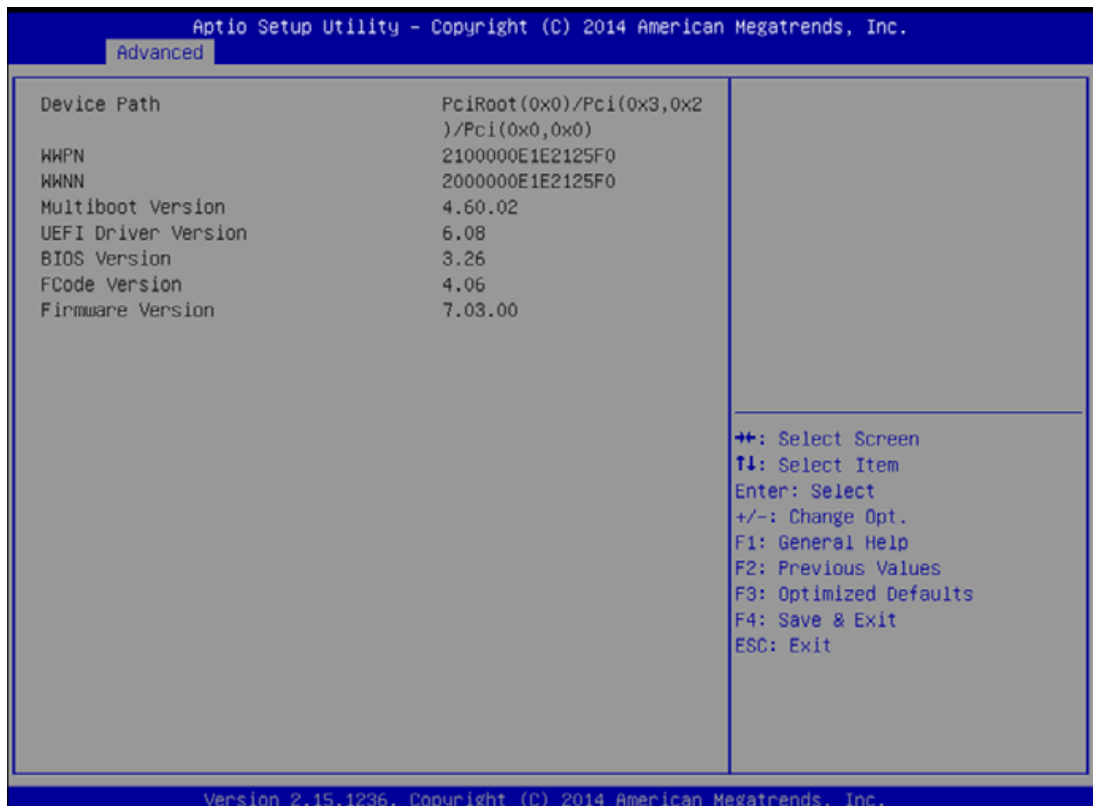 Aptio Setup Utility – Copyright (C) 2014 American Megatrends, Inc.
Advanced
Device Path PciRoot(0x0)/Pci(0x3,0x2
)/Pci(0x0,0x0)
WWPN 2100000E1E2125F0
WWNN 2000000E1E2125F0
Multiboot Version 4.60.02
UEFI Driver Version 6.08
BIOS Version 3.26
FCode Version 4.06
Firmware Version 7.03.00
→←: Select Screen
↑↓: Select Item
Enter: Select
+/-: Change Opt.
F1: General Help
F2: Previous Values
F3: Optimized Defaults
F4: Save & Exit
ESC: Exit
Version 2.15.1236. Copyright (C) 2014 American Megatrends, Inc.